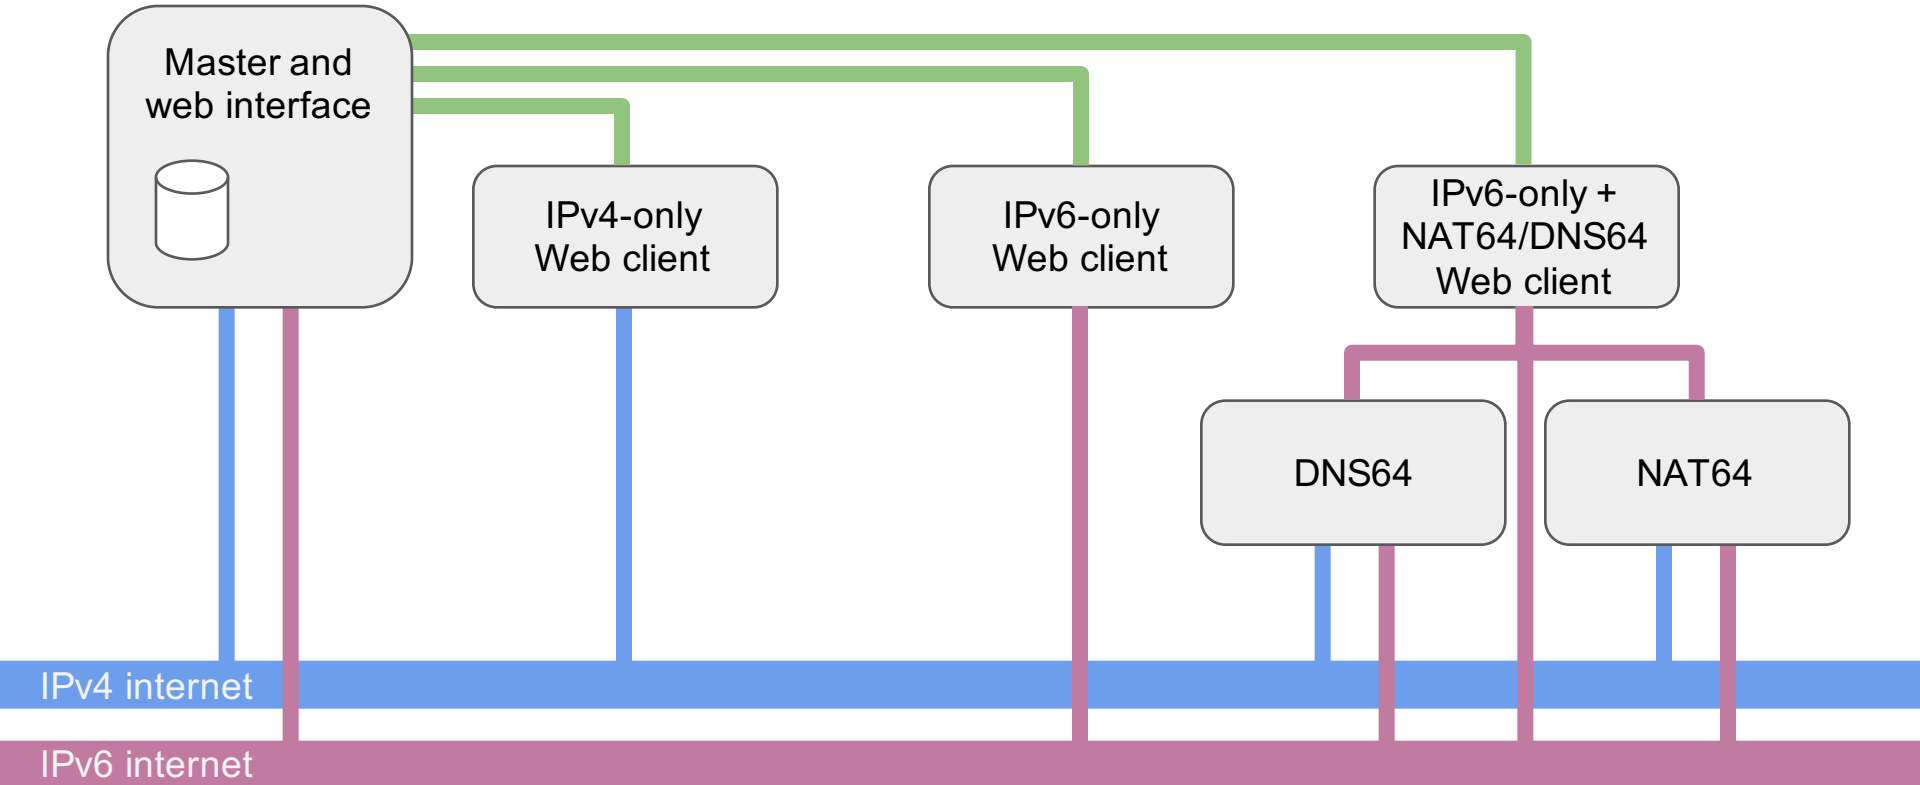 Master and
web interface
IPv4-only
Web client
IPv6-only
Web client
IPv6-only +
NAT64/DNS64
Web client
DNS64
NAT64
IPv4 internet
IPv6 internet